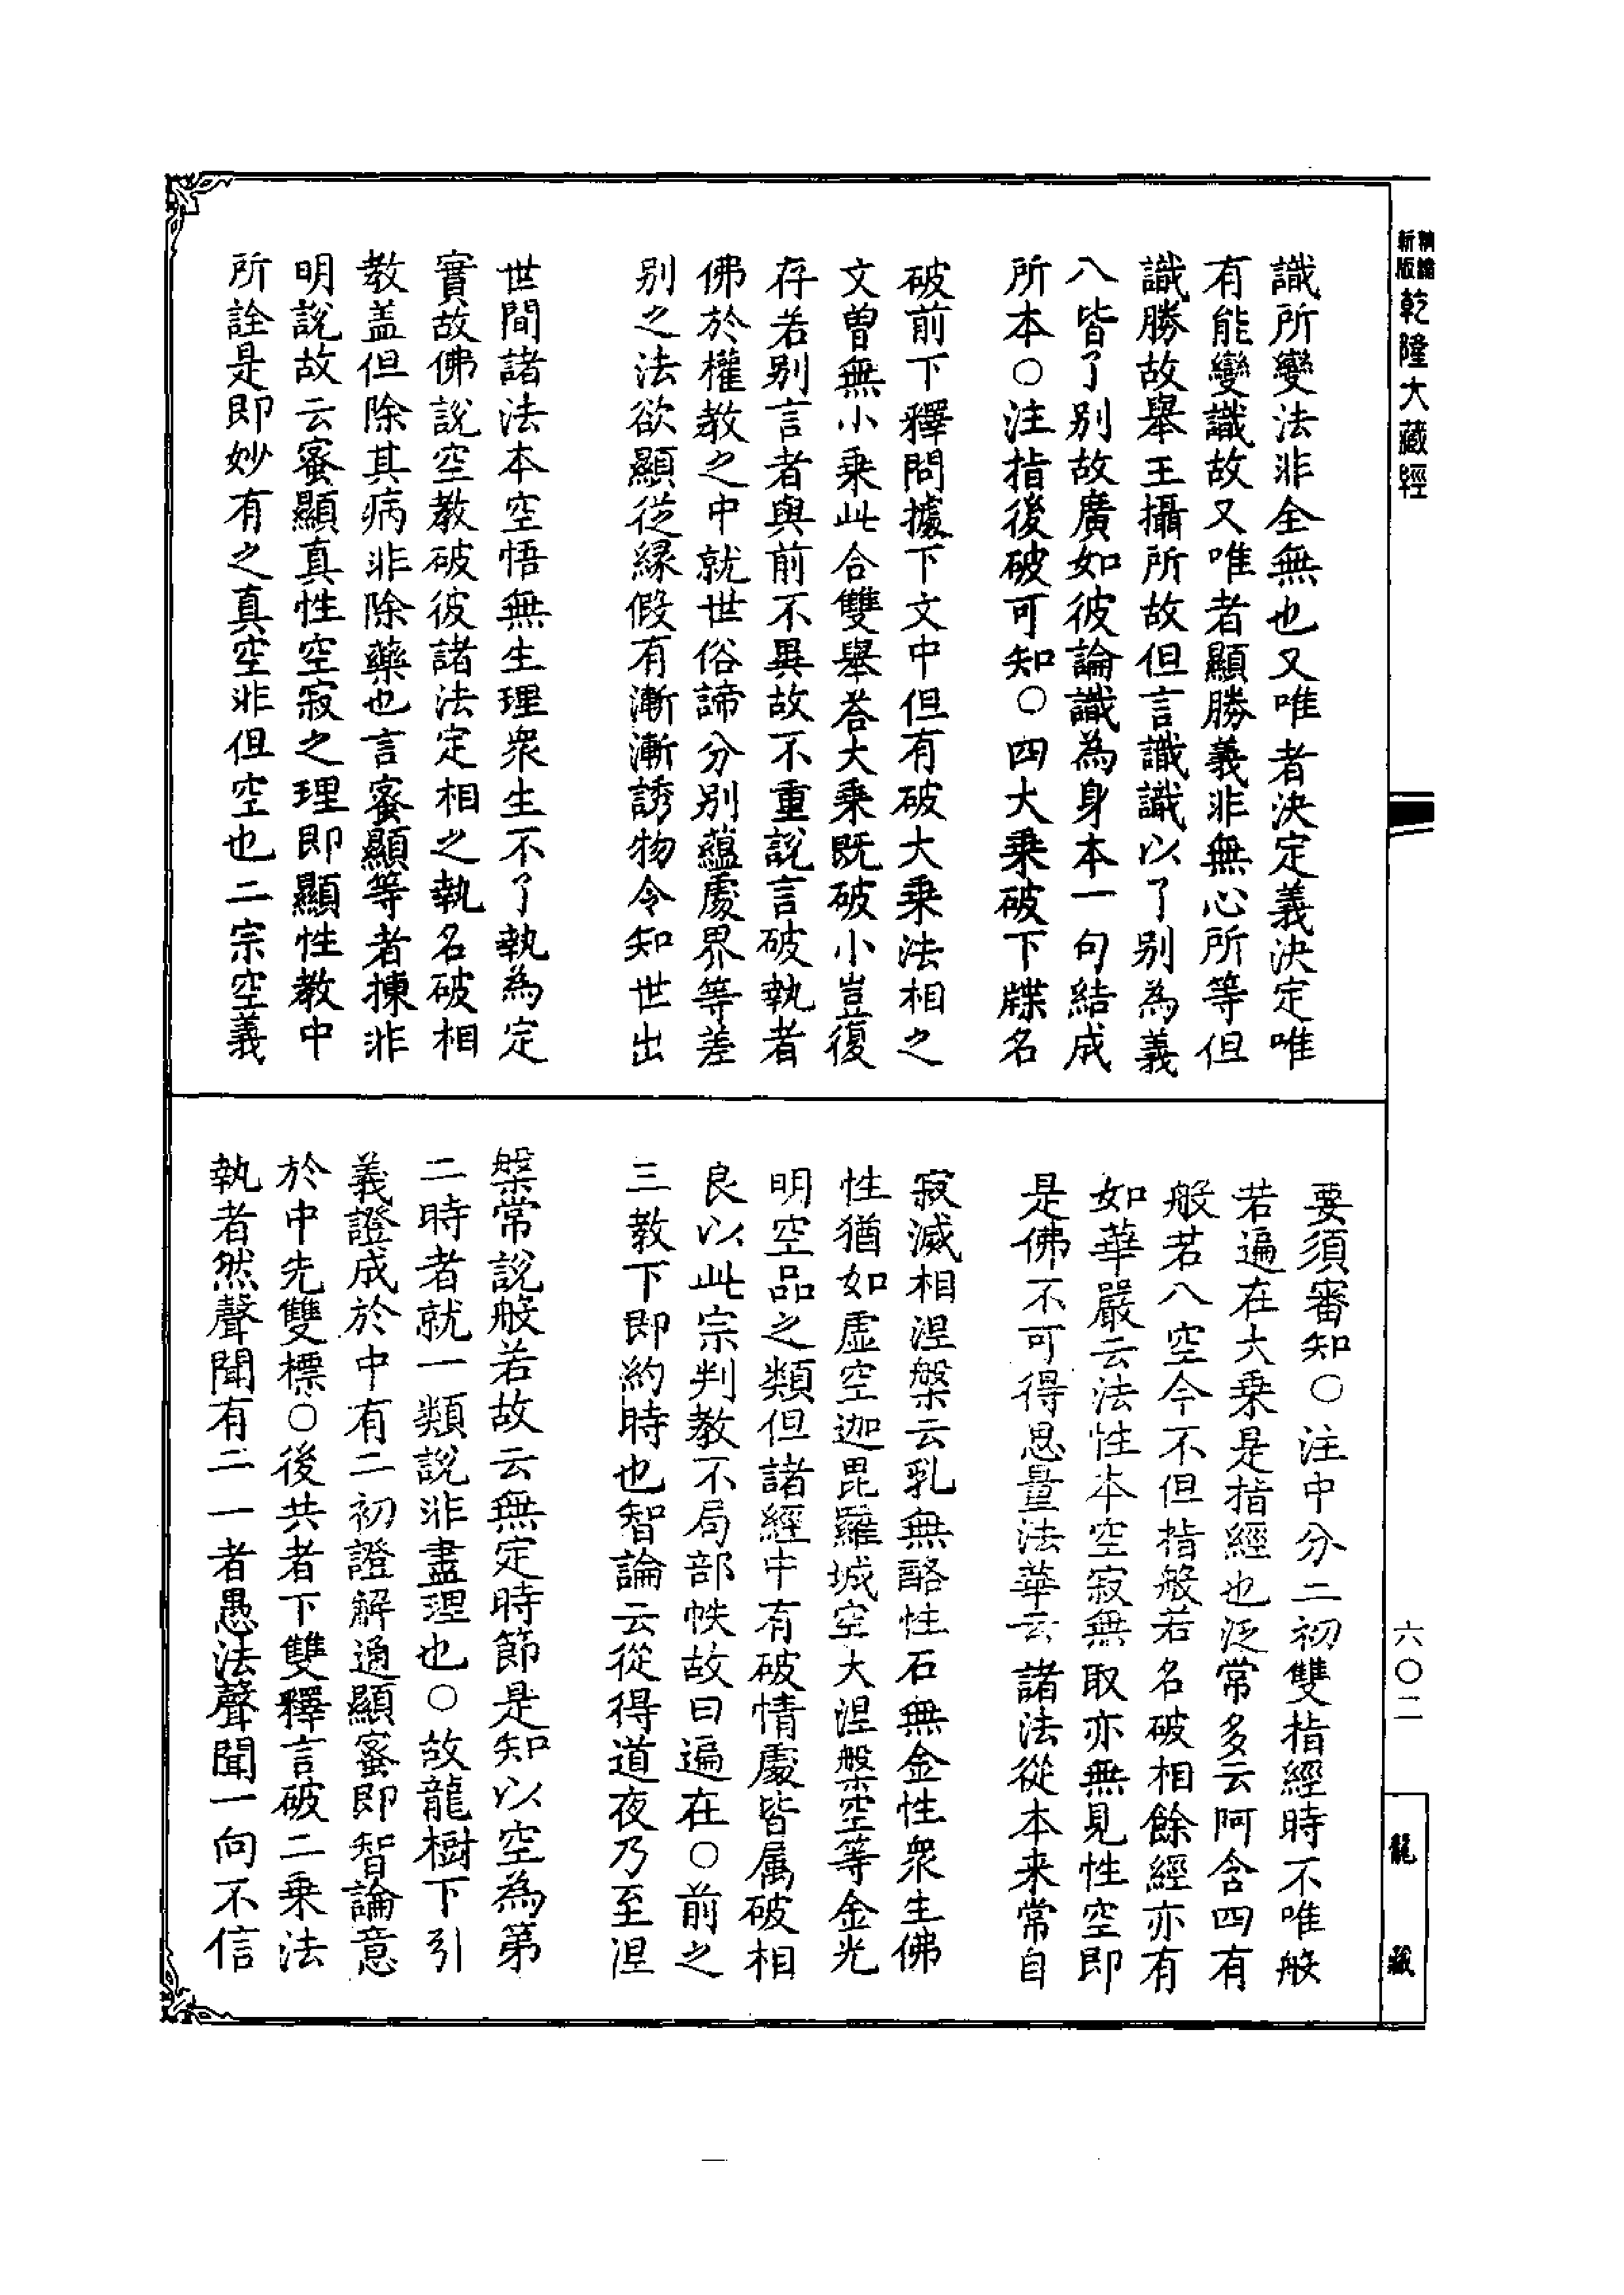 新版
乾隆大藏經
識所變法非全無也又唯者決定義決定唯
有能變識故又唯者顯勝義非無心所等但
識勝故舉王攝所故但言識識以了別為義
八皆了別故廣如彼論識為身本一句結成
所本○注指後破可知○四大乗破下牒名
破前下釋問據下文中但有破大乗法相之
文曽無小乗此合雙舉荅大乗既破小豈復
存若別言者與前不異故不重說言破執者
佛於權教之中就世俗諦分別蘊處界等差
別之法欲顯從緣假有漸漸誘物令知世出
世間諸法本空悟無生理衆生不了執為定
實故佛說空教破彼諸法定相之執名破相
教盖但除其病非除藥也言蜜顯等者揀非
明說故云蜜顯真性空寂之理即顯性教中
所詮是即妙有之真空非但空也二宗空義
要須審知○注中分二初雙指經時不唯般
若遍在大乗是指經也泛常多云阿含四有
般若八空今不但指般若名破相餘經亦有
如華嚴云法性本空寂無取亦無見性空即
是佛不可得思量法華云諸法從本来常自
寂滅相涅槃云乳無酪性石無金性衆生佛
性猶如虛空迦毘羅城空大涅槃空等金光
明空品之類但諸經中有破情處皆属破相
良以此宗判教不局部帙故曰遍在○前之
三教下即約時也智論云從得道夜乃至涅
槃常說般若故云無定時節是知以空為第
二時者就一類說非盡理也○故龍樹下引
義證成於中有二初證解通顯蜜即智論意
於中先雙標○後共者下雙釋言破二乗法
執者然聲聞有二一者愚法聲聞一向不信
六〇二
龍藏